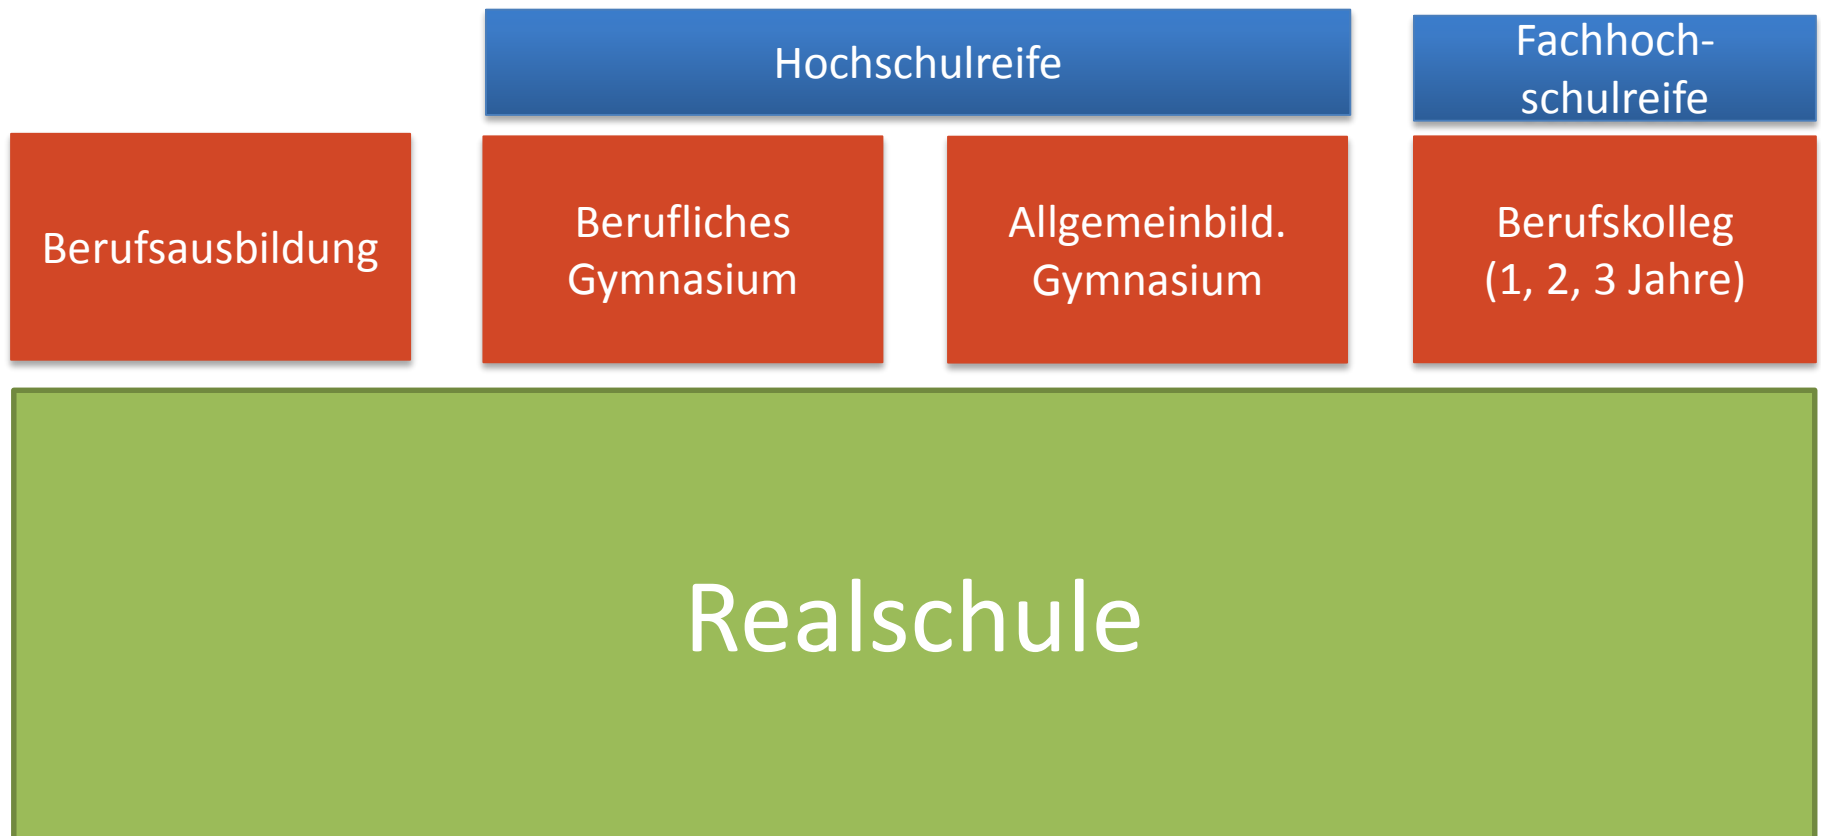 Hochschulreife
Fachhoch-
schulreife
Berufsausbildung
Berufliches
Gymnasium
Allgemeinbild.
Gymnasium
Berufskolleg
(1, 2, 3 Jahre)
Realschule